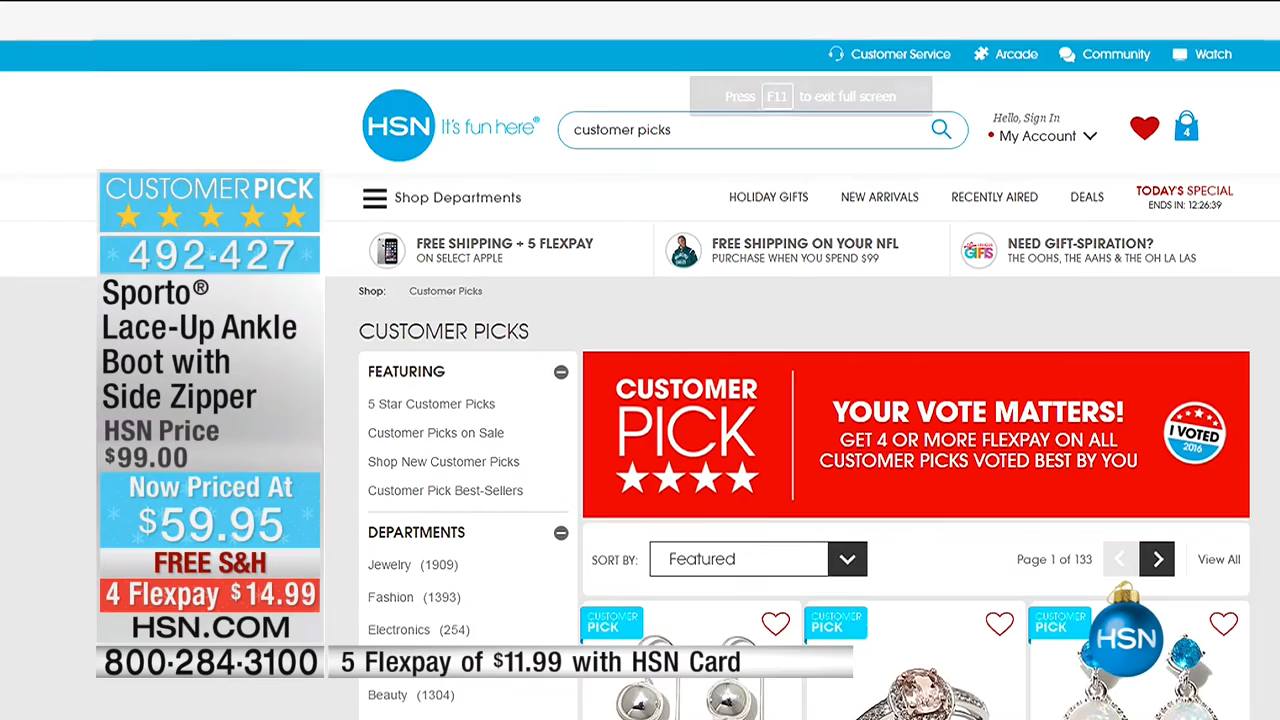 Customer Service
Arcade
Community
Watch
Press F11 to exit full screen
HSN It's fun here®
customer picks
Hello, Sign In
My Account
4
CUSTOMER PICK
492-427
Sporto®
Lace-Up Ankle
Boot with
Side Zipper
HSN Price
$99.00
Now Priced At
$59.95
FREE S&H
4 Flexpay $14.99
HSN.COM
800-284-3100
5 Flexpay of $11.99 with HSN Card
Shop Departments
HOLIDAY GIFTS
NEW ARRIVALS
RECENTLY AIRED
DEALS
TODAY'S SPECIAL
ENDS IN: 12:26:39
FREE SHIPPING + 5 FLEXPAY
ON SELECT APPLE
FREE SHIPPING ON YOUR NFL
PURCHASE WHEN YOU SPEND $99
GIFTS
NEED GIFT-SPIRATION?
THE OOHS, THE AAHS & THE OH LA LAS
Shop: Customer Picks
CUSTOMER PICKS
FEATURING
5 Star Customer Picks
Customer Picks on Sale
Shop New Customer Picks
Customer Pick Best-Sellers
DEPARTMENTS
Jewelry (1909)
Fashion (1393)
Electronics (254)
Beauty (1304)
CUSTOMER
PICK
YOUR VOTE MATTERS!
GET 4 OR MORE FLEXPAY ON ALL
CUSTOMER PICKS VOTED BEST BY YOU
I VOTED
2016
SORT BY: Featured
Page 1 of 133
View All
CUSTOMER
PICK
CUSTOMER
PICK
CUSTOMER
PICK
HSN